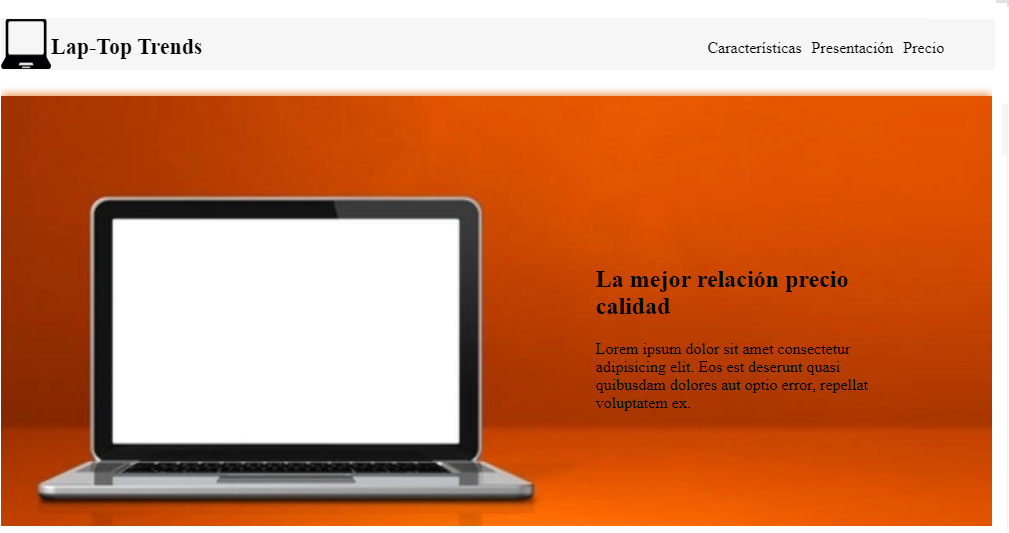 Lap-Top Trends
Características Presentación Precio
La mejor relación precio
calidad
Lorem ipsum dolor sit amet consectetur
adipisicing elit. Eos est deserunt quasi
quibusdam dolores aut optio error, repellat
voluptatem ex.